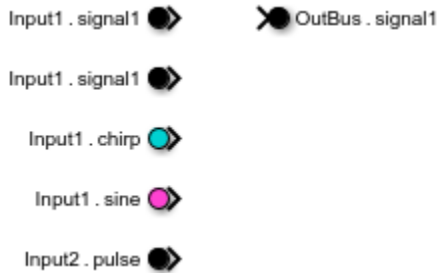 Input1 . signal1
OutBus . signal1
Input1 . signal1
Input1 . chirp
Input1 . sine
Input2 . pulse